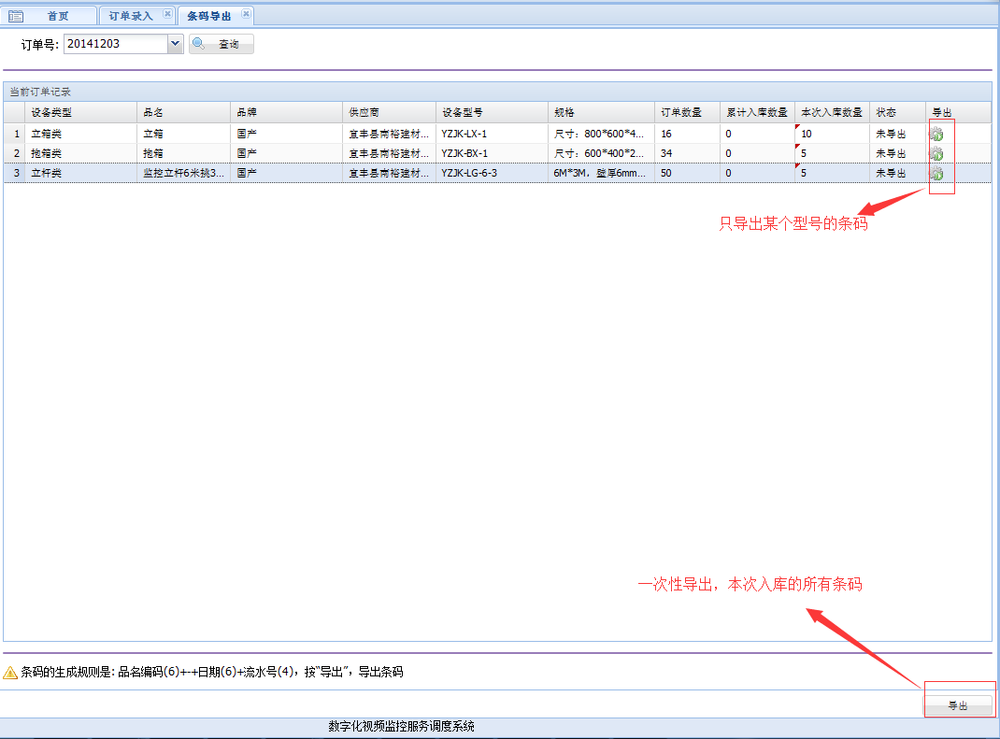 首页 订单录入 条码导出
订单号: 20141203 查询
当前订单记录
设备类型 品名 品牌 供应商 设备型号 规格 订单数量 累计入库数量 本次入库数量 状态 导出
1 立箱类 立箱 国产 宜丰县南裕建材... YZJK-LX-1 尺寸：800*600*4... 16 0 10 未导出
2 抱箱类 抱箱 国产 宜丰县南裕建材... YZJK-BX-1 尺寸：600*400*2... 34 0 5 未导出
3 立杆类 监控立杆6米挑3... 国产 宜丰县南裕建材... YZJK-LG-6-3 6M*3M，壁厚6mm... 50 0 5 未导出
只导出某个型号的条码
一次性导出，本次入库的所有条码
条码的生成规则是: 品名编码(6)+-+日期(6)+流水号(4)，按“导出”，导出条码
导出
数字化视频监控服务调度系统